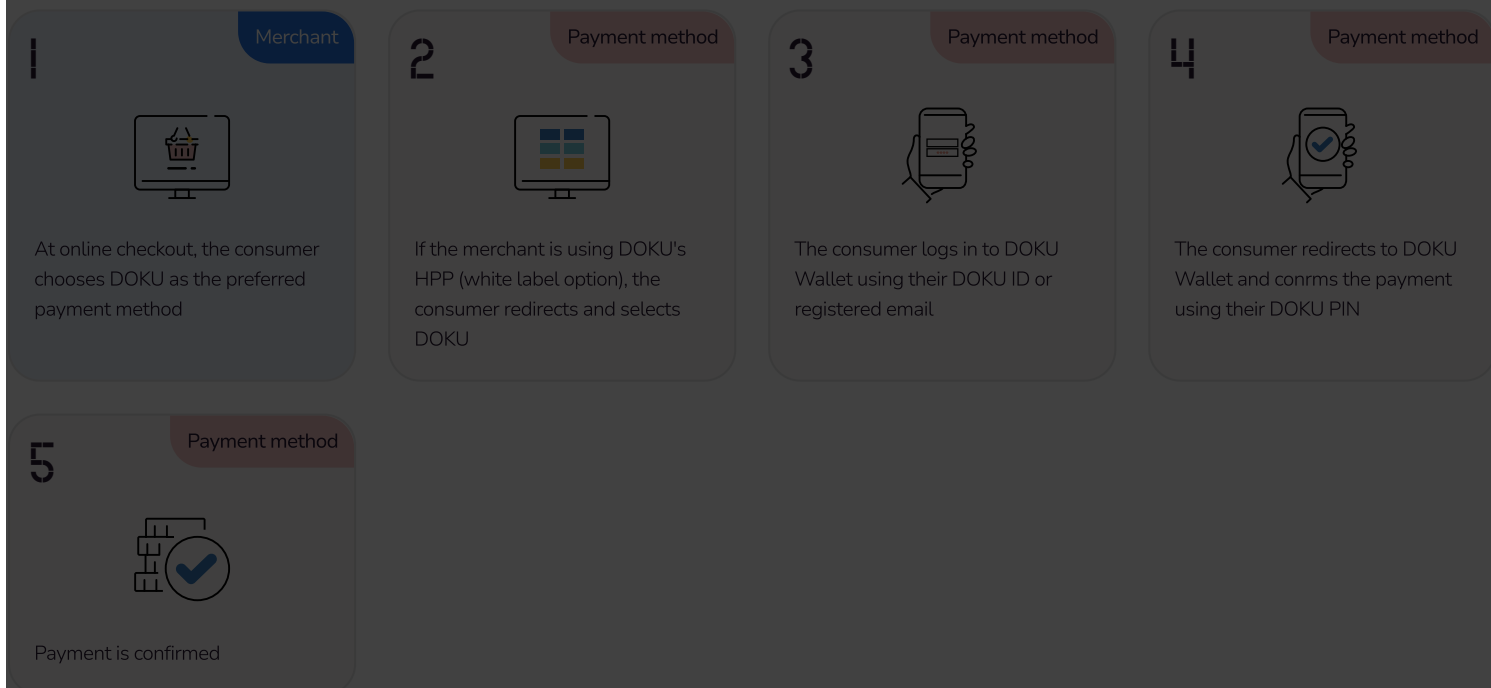 1
Merchant
At online checkout, the consumer
chooses DOKU as the preferred
payment method
2
Payment method
If the merchant is using DOKU's
HPP (white label option), the
consumer redirects and selects
DOKU
3
Payment method
The consumer logs in to DOKU
Wallet using their DOKU ID or
registered email
4
Payment method
The consumer redirects to DOKU
Wallet and conrms the payment
using their DOKU PIN
5
Payment method
Payment is confirmed